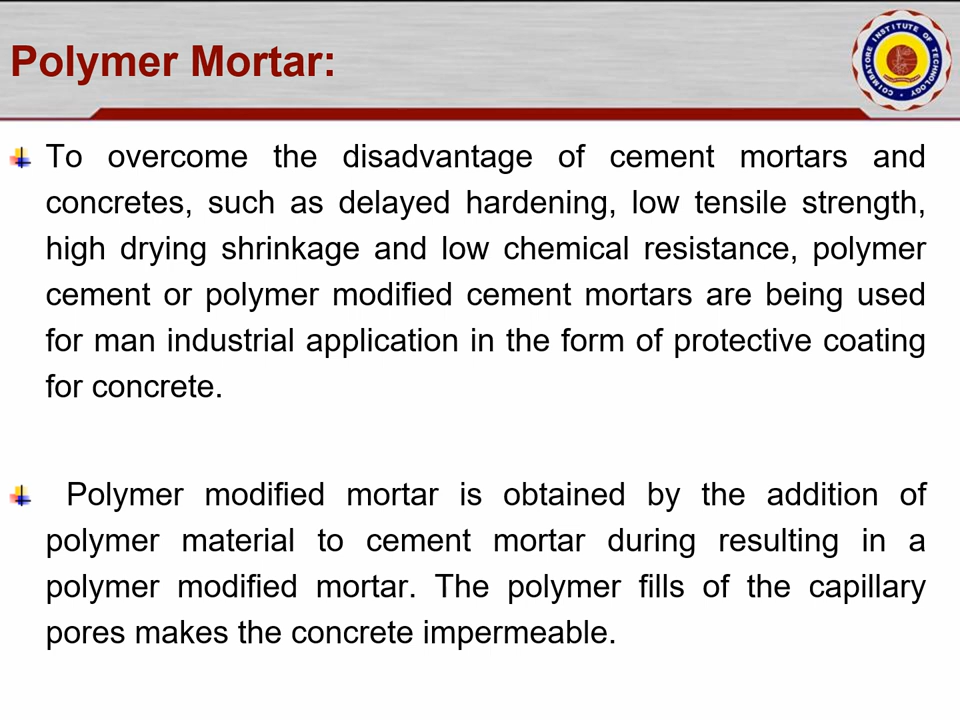 Polymer Mortar:
COIMBATORE INSTITUTE OF TECHNOLOGY
To overcome the disadvantage of cement mortars and
concretes, such as delayed hardening, low tensile strength,
high drying shrinkage and low chemical resistance, polymer
cement or polymer modified cement mortars are being used
for man industrial application in the form of protective coating
for concrete.
Polymer modified mortar is obtained by the addition of
polymer material to cement mortar during resulting in a
polymer modified mortar. The polymer fills of the capillary
pores makes the concrete impermeable.